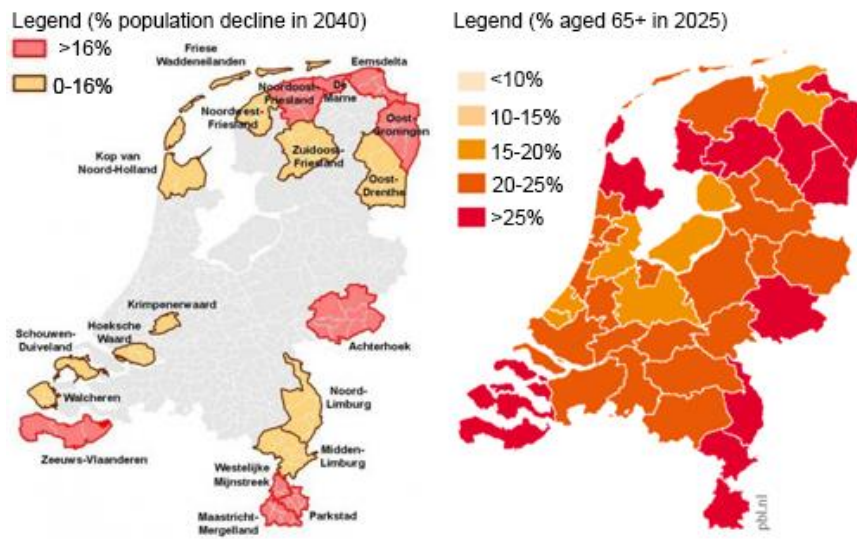 Legend (% population decline in 2040)
>16%
0-16%
Friese
Waddeneilanden
Eemsdelta
Noordoost-
Friesland
De
Marne
Noordwest-
Friesland
Oost-
Groningen
Zuidoost-
Friesland
Kop van
Noord-Holland
Oost-
Drenthe
Krimpenerwaard
Hoeksche
Waard
Schouwen-
Duiveland
Achterhoek
Walcheren
Noord-
Limburg
Zeeuws-Vlaanderen
Midden-
Limburg
Westelijke
Mijnstreek
Maastricht-
Mergelland
Parkstad
Legend (% aged 65+ in 2025)
<10%
10-15%
15-20%
20-25%
>25%
pbl.nl